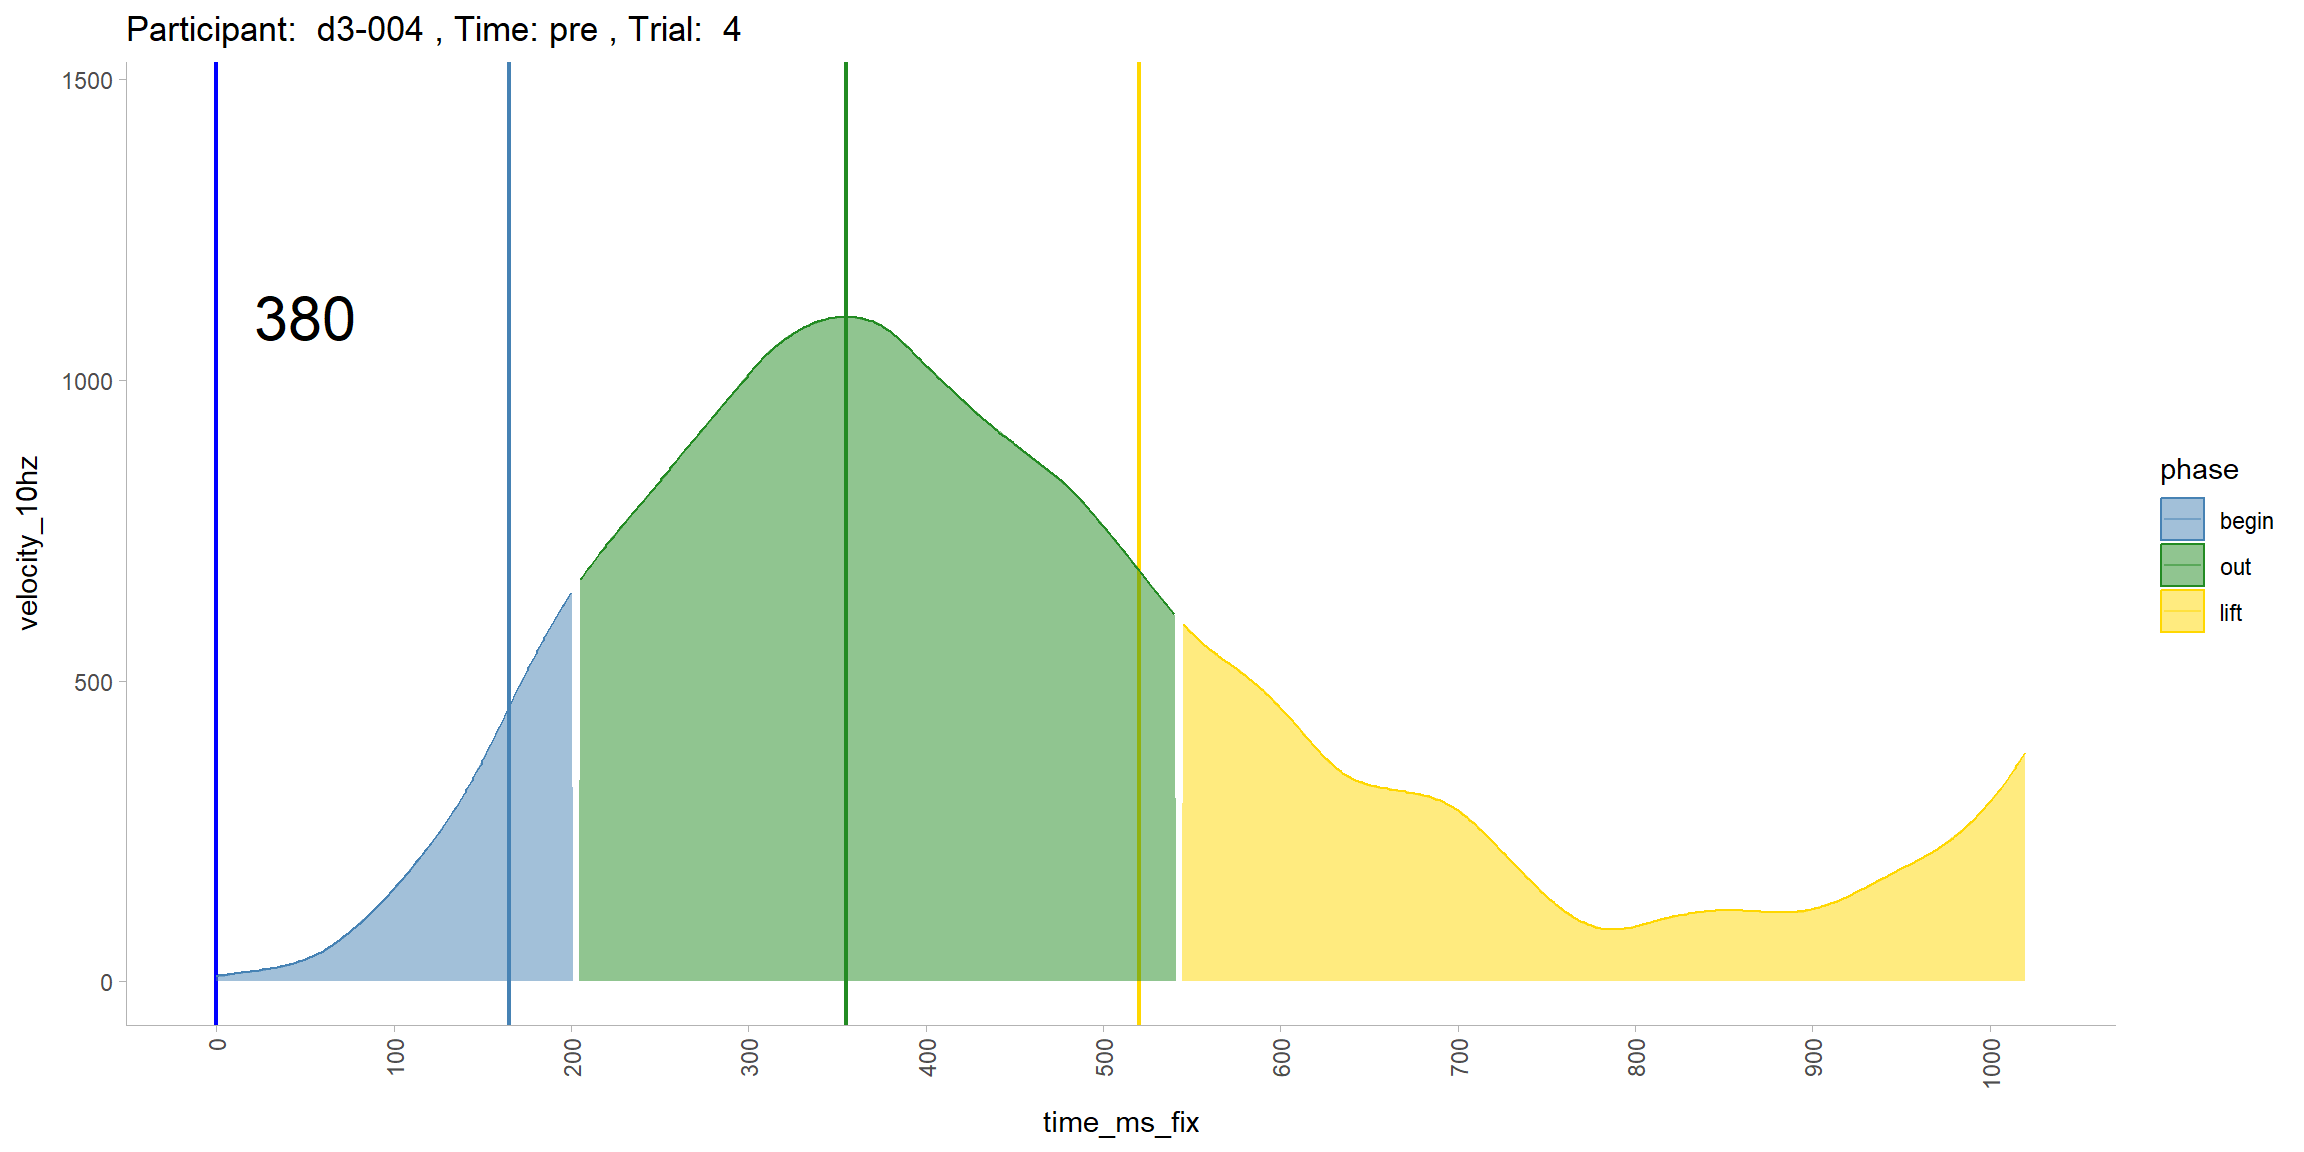 Participant:  d3-004 , Time: pre , Trial:  4
1500
1000
500
0
velocity_10hz
380
0
100
200
300
400
500
600
700
800
900
1000
time_ms_fix
phase
begin
out
lift